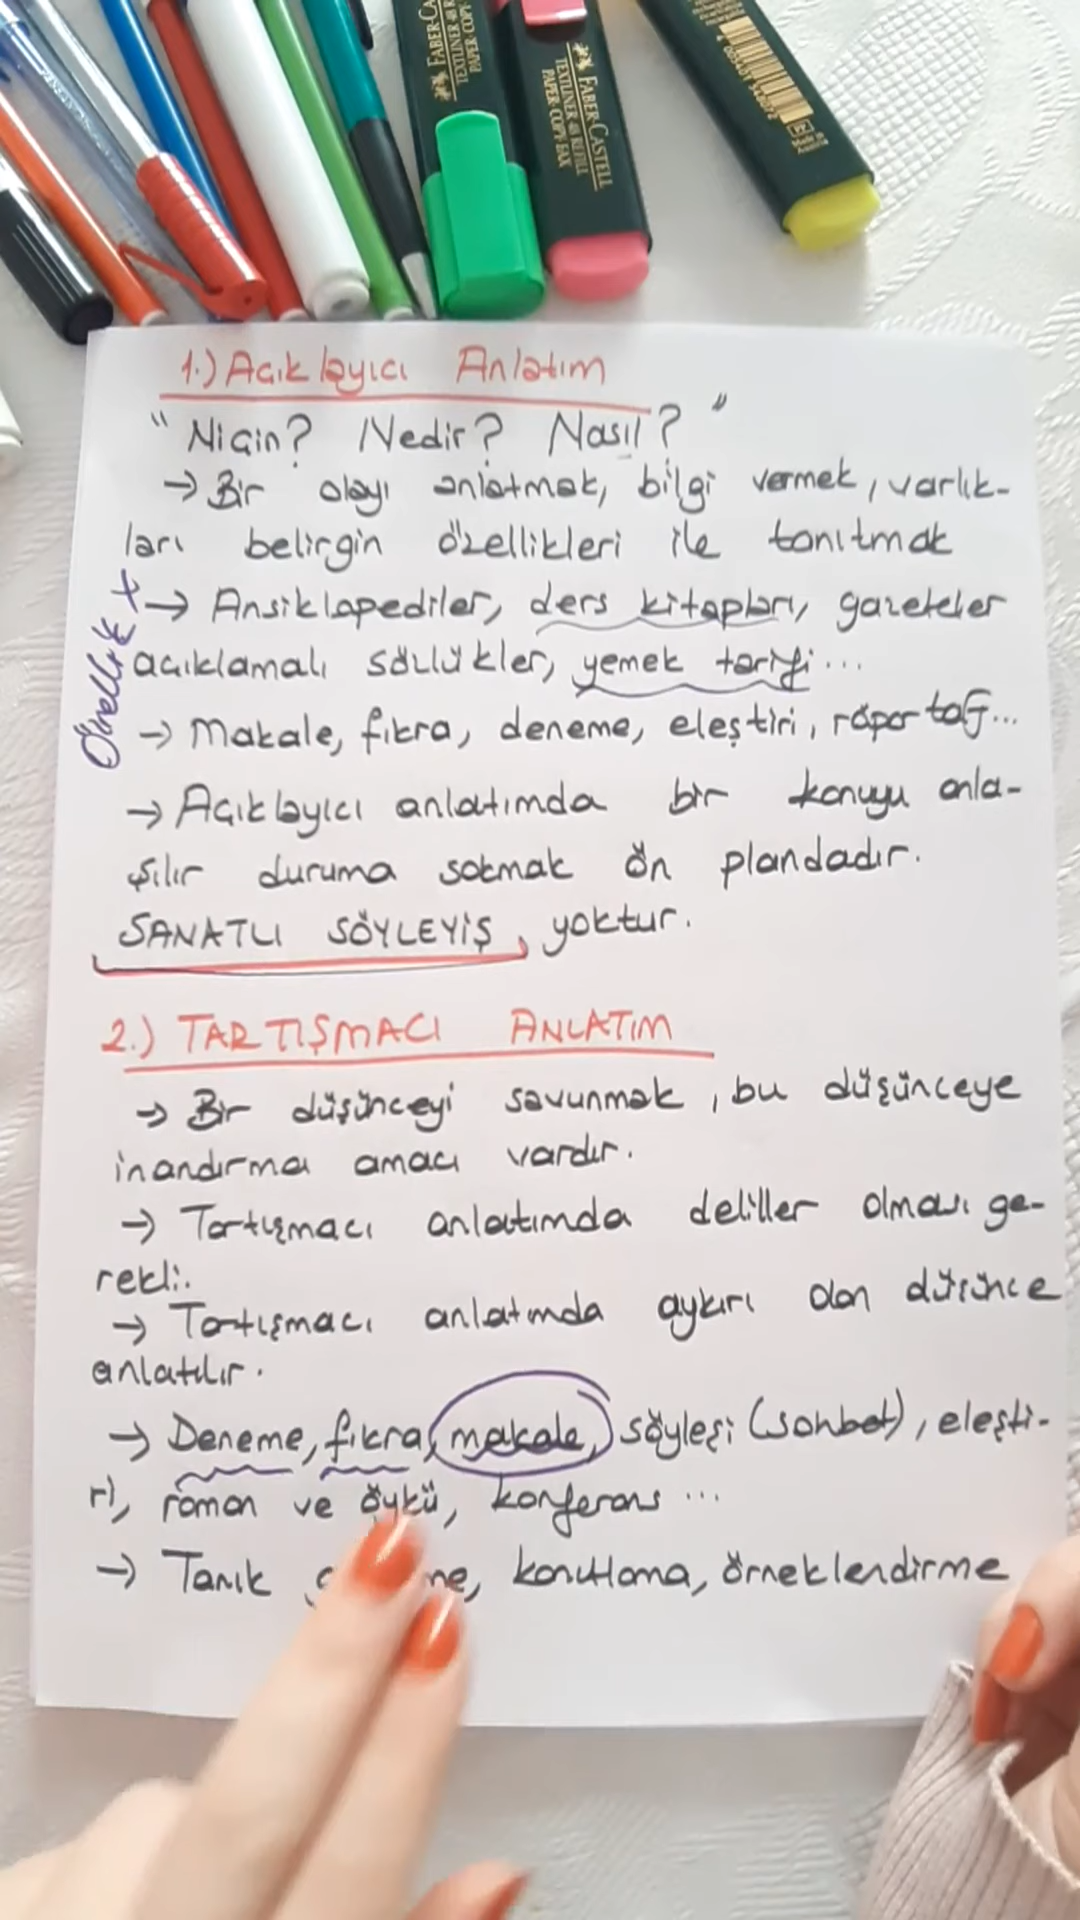 FABER-CASTELL
TEXTLINER 48 REFILL
PAPER COPY FAX
1.) Açıklayıcı Anlatım
"Niçin? Nedir? Nasıl?"
→ Bir olayı anlatmak, bilgi vermek, varlık-
ları belirgin özellikleri ile tanıtmak
→ Ansiklopediler, ders kitapları, gazeteler
açıklamalı sözlükler, yemek tarifi...
→ Makale, fıkra, deneme, eleştiri, röportaj...
→ Açıklayıcı anlatımda bir konuyu anla-
şılır duruma sokmak ön plandadır.
SANATLI SÖYLEYİŞ, yoktur.
2.) TARTIŞMACI ANLATIM
→ Bir düşünceyi savunmak, bu düşünceye
inandırma amacı vardır.
→ Tartışmacı anlatımda deliller olması ge-
rekli.
→ Tartışmacı anlatımda aykırı olan düşünce
anlatılır.
→ Deneme, fıkra, makale, söyleşi (sohbet), eleşti-
ri, roman ve öykü, konferans ...
→ Tanık konutlama, örneklendirme